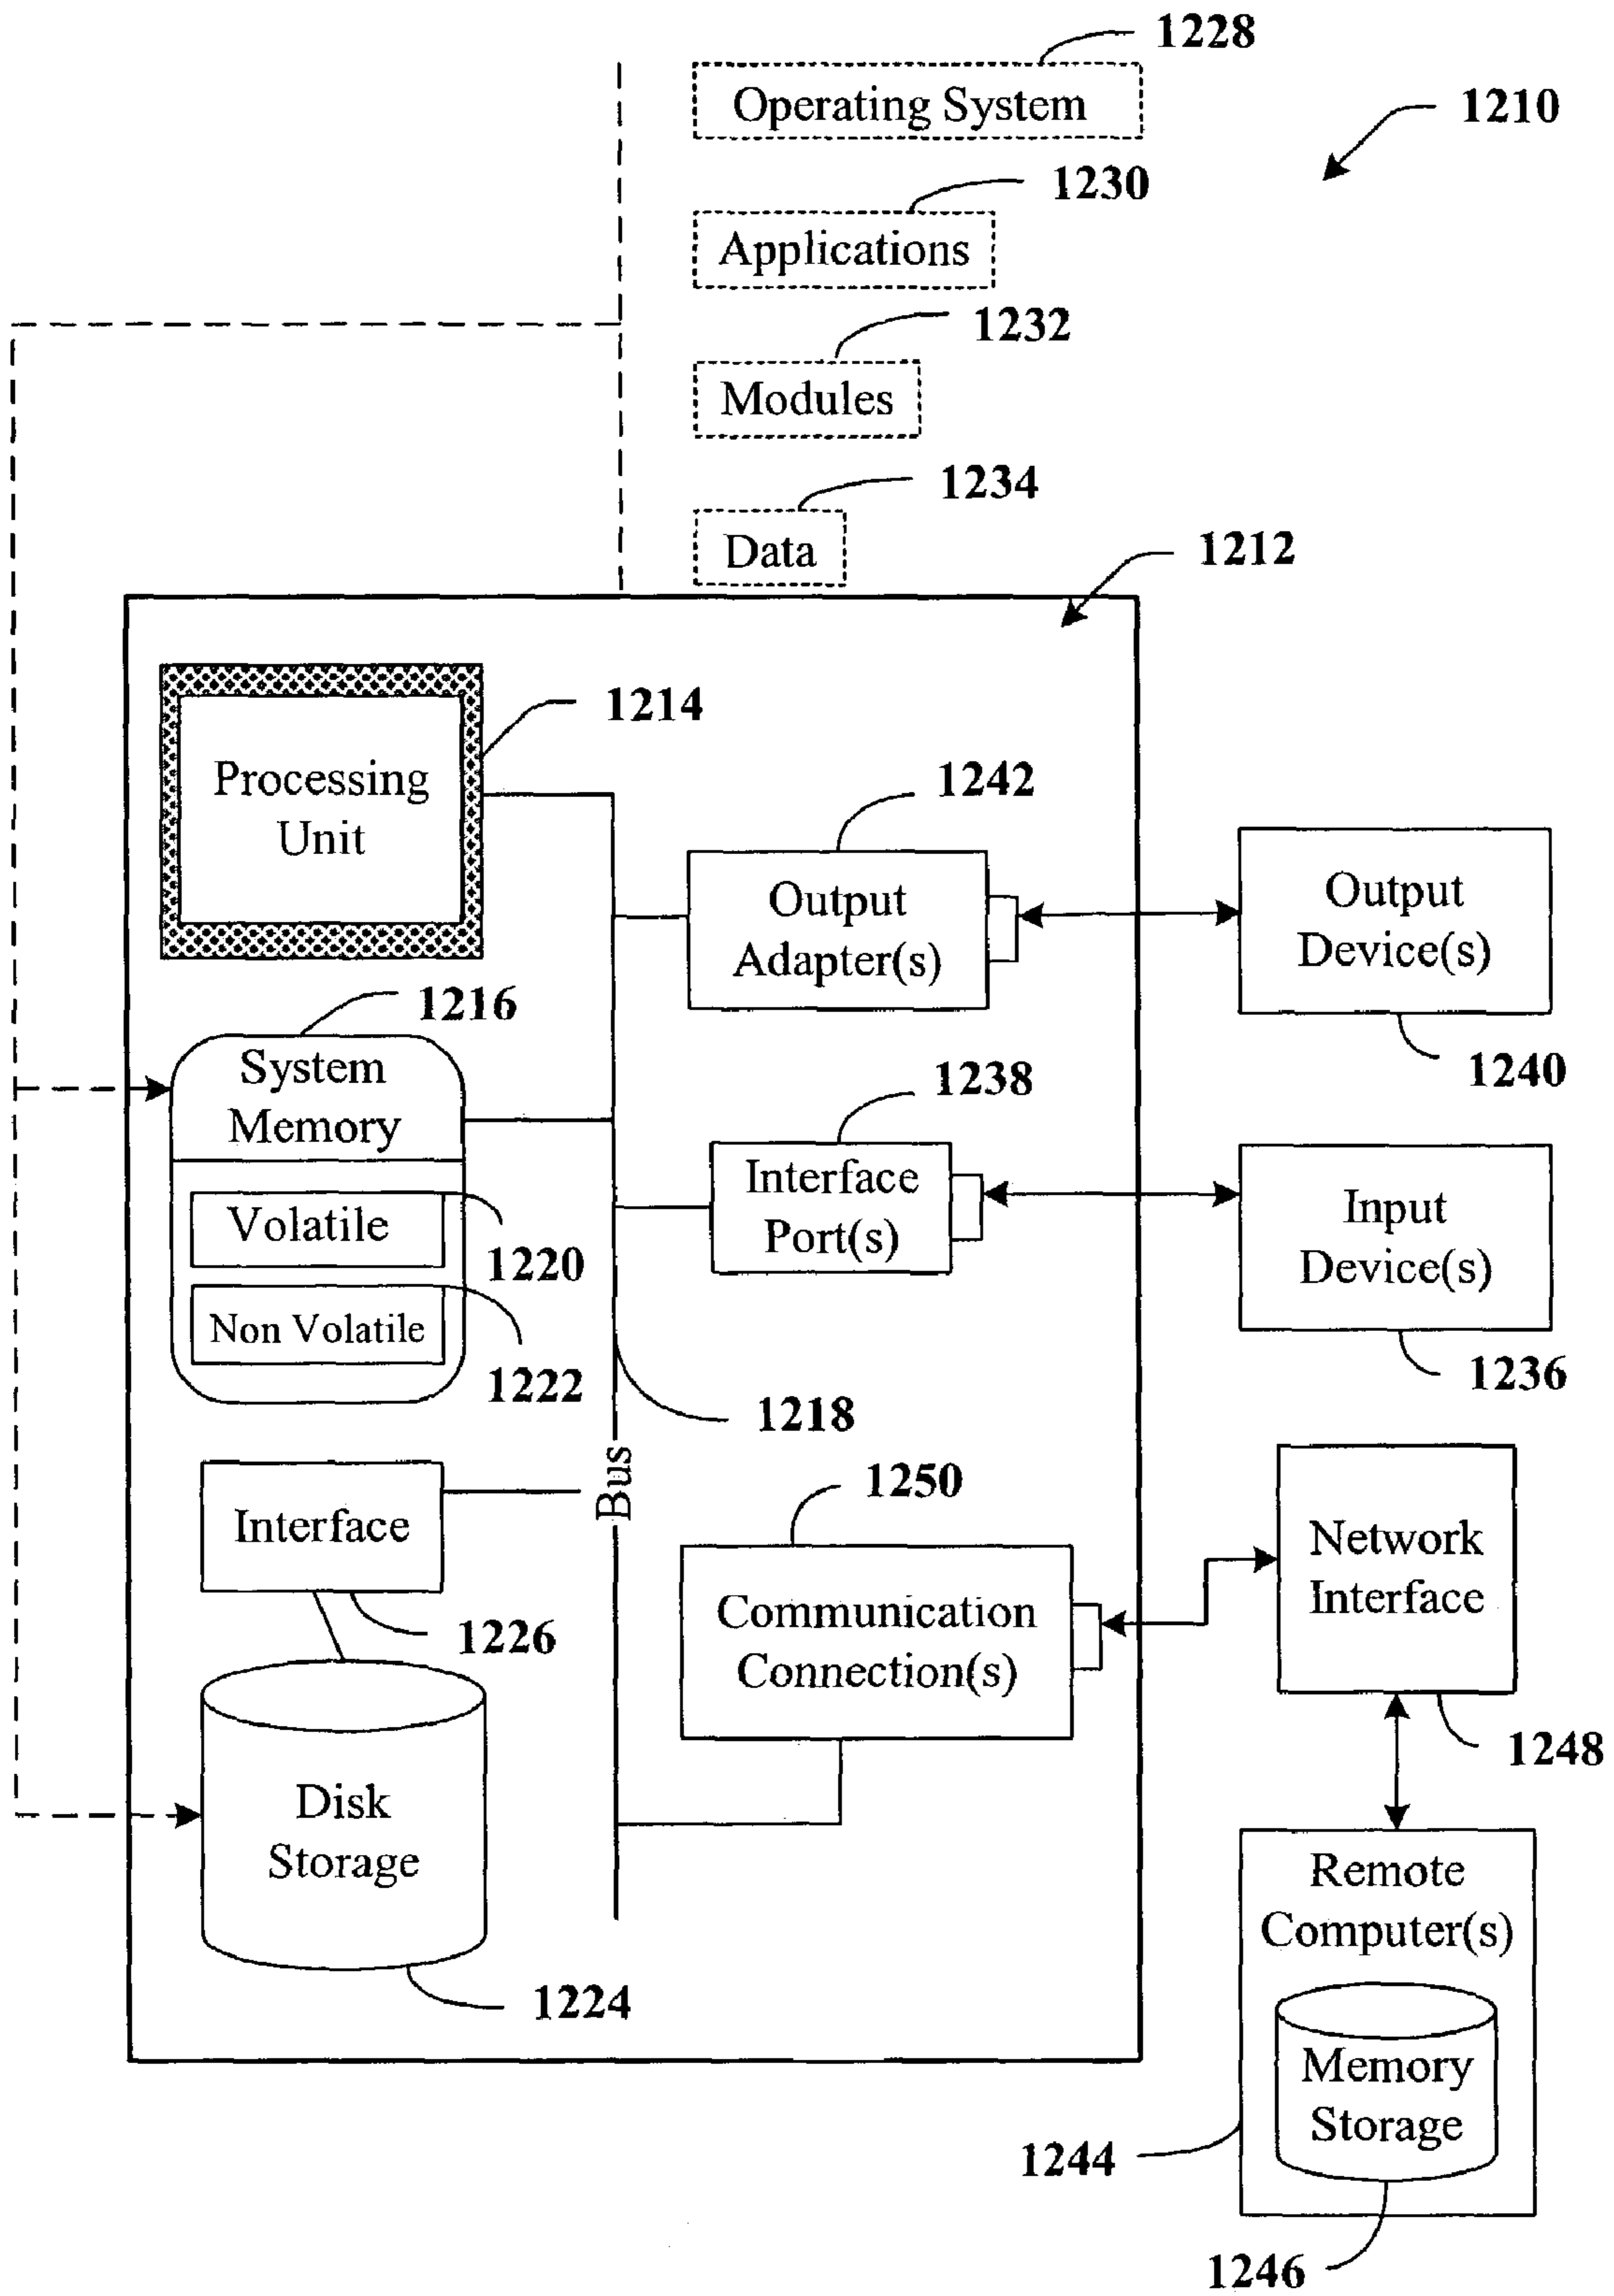 1228
Operating System
1210
1230
Applications
1232
Modules
1234
Data
1212
1214
Processing
Unit
1242
Output
Adapter(s)
Output
Device(s)
1240
1216
System
Memory
1238
Interface
Port(s)
Input
Device(s)
1236
Volatile
1220
Non Volatile
1222
1218
Bus
1250
Interface
1226
Communication
Connection(s)
Network
Interface
1248
Disk
Storage
1224
Remote
Computer(s)
Memory
Storage
1244
1246